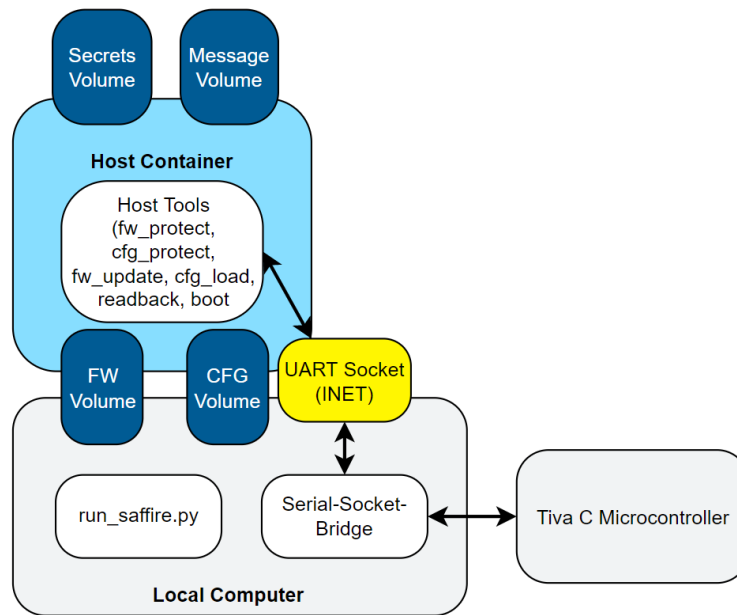 Secrets
Volume
Message
Volume
Host Container
Host Tools
(fw_protect,
cfg_protect,
fw_update, cfg_load,
readback, boot
FW
Volume
CFG
Volume
UART Socket
(INET)
run_saffire.py
Serial-Socket-
Bridge
Tiva C Microcontroller
Local Computer